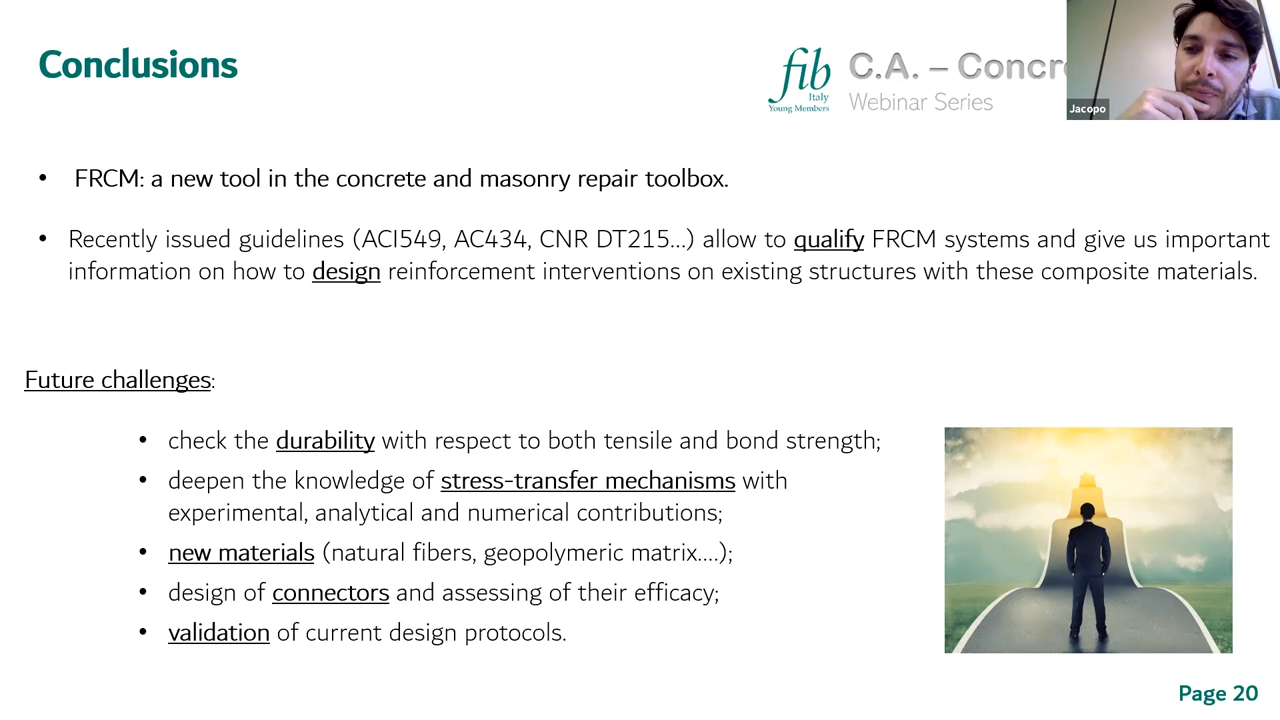 Conclusions
fib
Italy
Young Members
C.A. – Concr
Webinar Series
Jacopo
• FRCM: a new tool in the concrete and masonry repair toolbox.
• Recently issued guidelines (ACI549, AC434, CNR DT215...) allow to qualify FRCM systems and give us important
information on how to design reinforcement interventions on existing structures with these composite materials.
Future challenges:
• check the durability with respect to both tensile and bond strength;
• deepen the knowledge of stress-transfer mechanisms with
experimental, analytical and numerical contributions;
• new materials (natural fibers, geopolymeric matrix....);
• design of connectors and assessing of their efficacy;
• validation of current design protocols.
Page 20